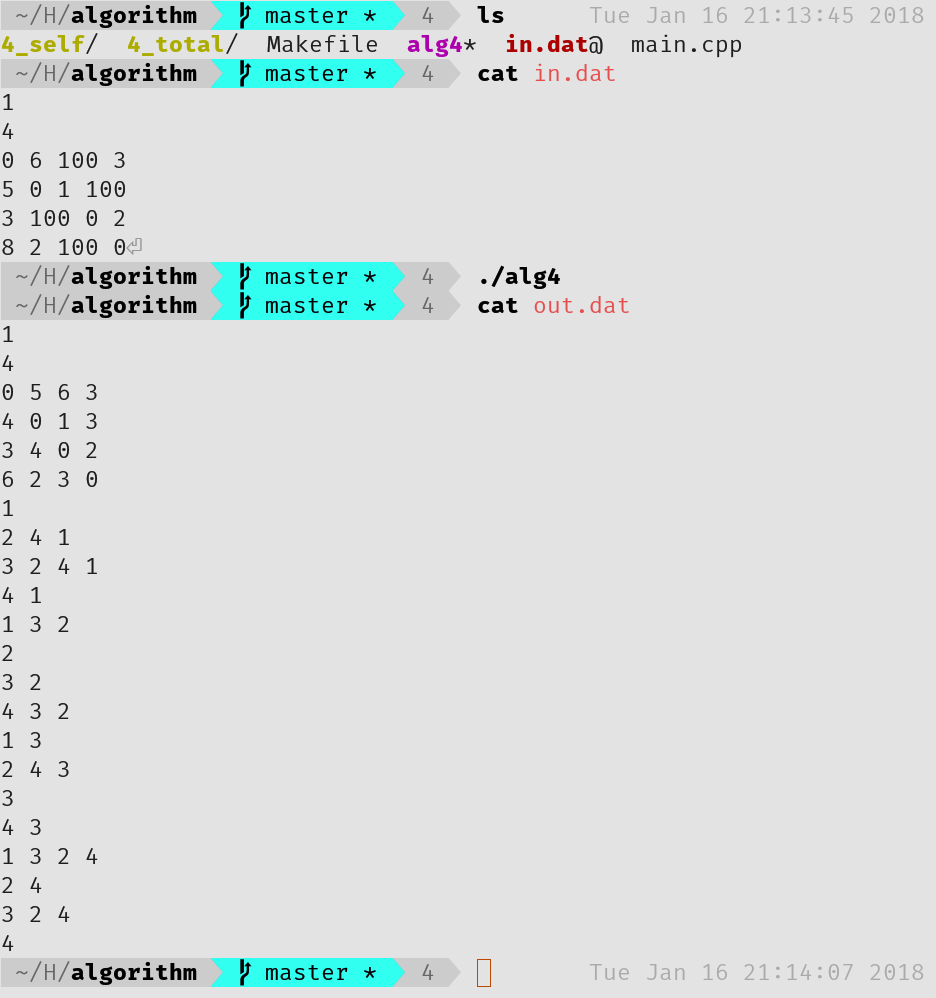 ~/H/algorithm master * 4 ls Tue Jan 16 21:13:45 2018
4_self/ 4_total/ Makefile alg4* in.dat@ main.cpp
~/H/algorithm master * 4 cat in.dat
1
4
0 6 100 3
5 0 1 100
3 100 0 2
8 2 100 0⏎
~/H/algorithm master * 4 ./alg4
~/H/algorithm master * 4 cat out.dat
1
4
0 5 6 3
4 0 1 3
3 4 0 2
6 2 3 0
1
2 4 1
3 2 4 1
4 1
1 3 2
2
3 2
4 3 2
1 3
2 4 3
3
4 3
1 3 2 4
2 4
3 2 4
4
~/H/algorithm master * 4 Tue Jan 16 21:14:07 2018